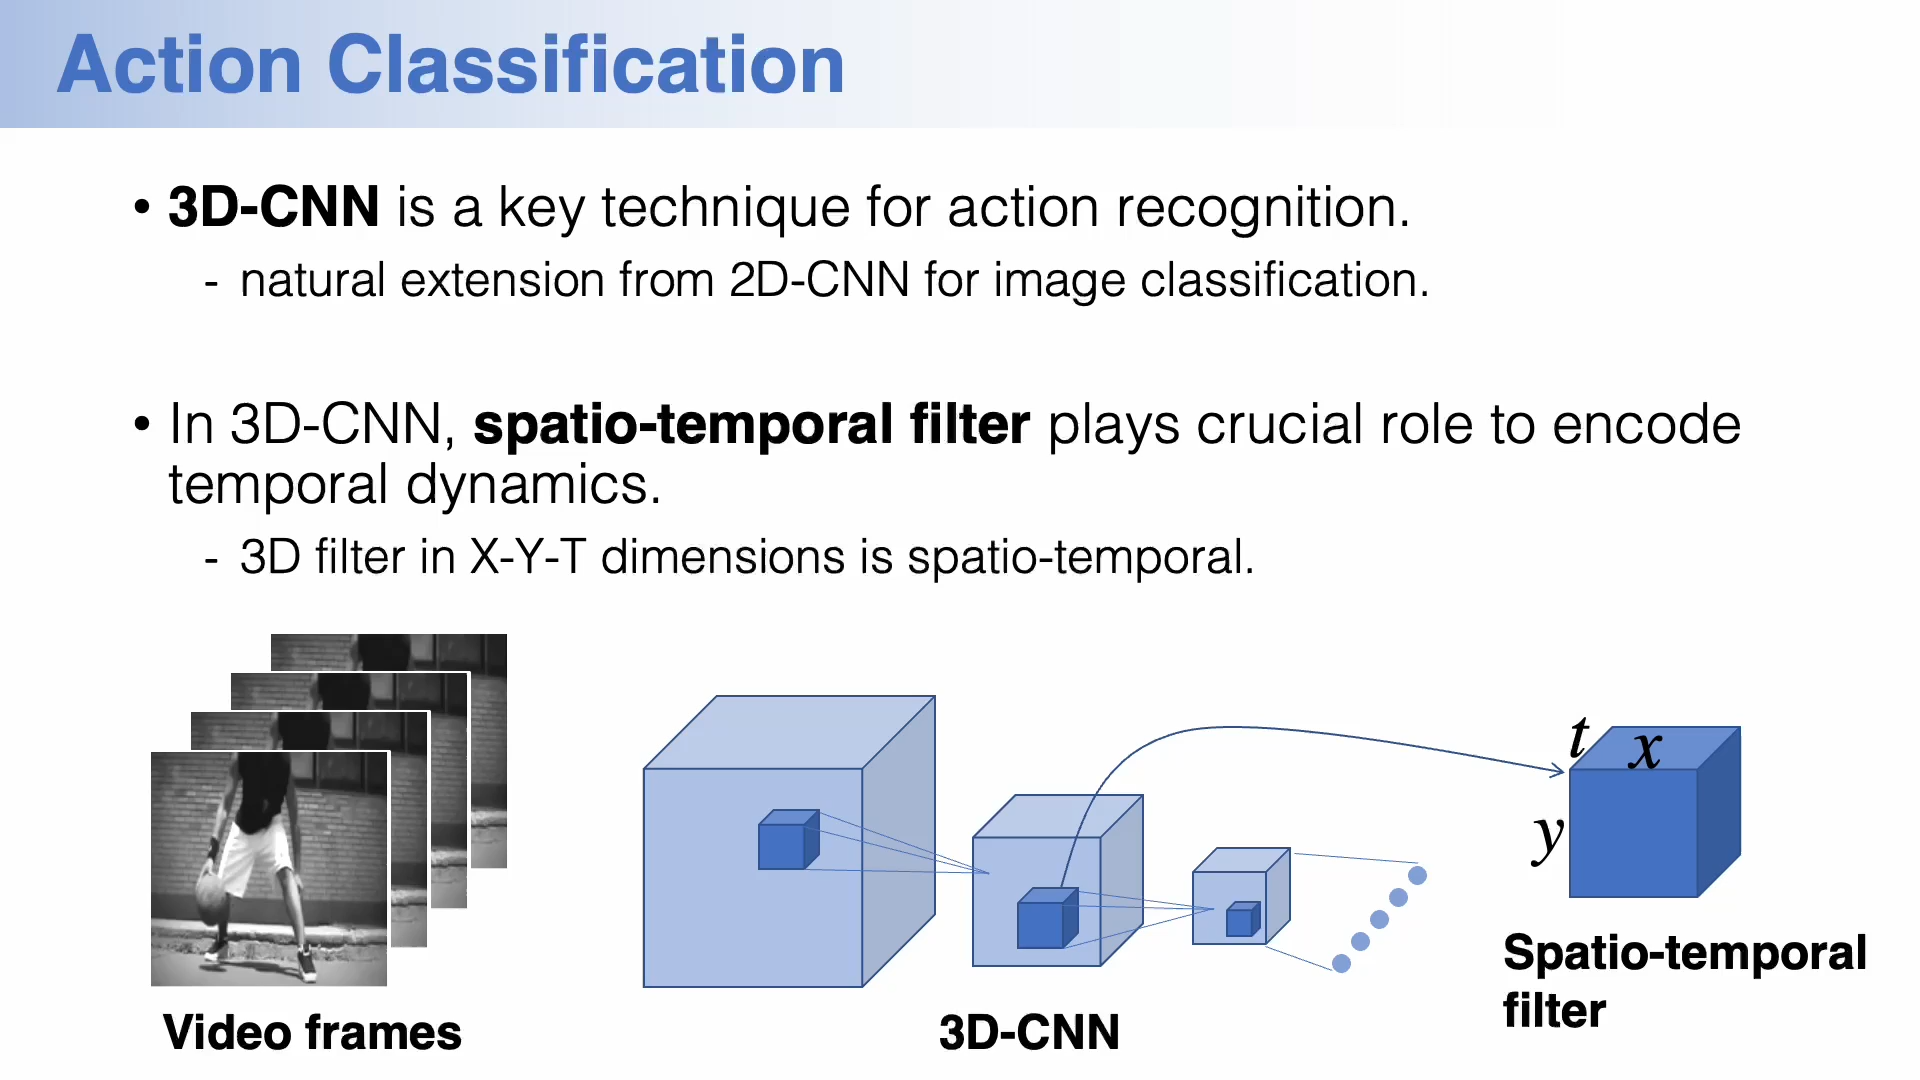 Action Classification
• 3D-CNN is a key technique for action recognition.
- natural extension from 2D-CNN for image classification.
• In 3D-CNN, spatio-temporal filter plays crucial role to encode
temporal dynamics.
- 3D filter in X-Y-T dimensions is spatio-temporal.
t
x
y
Video frames
3D-CNN
Spatio-temporal
filter